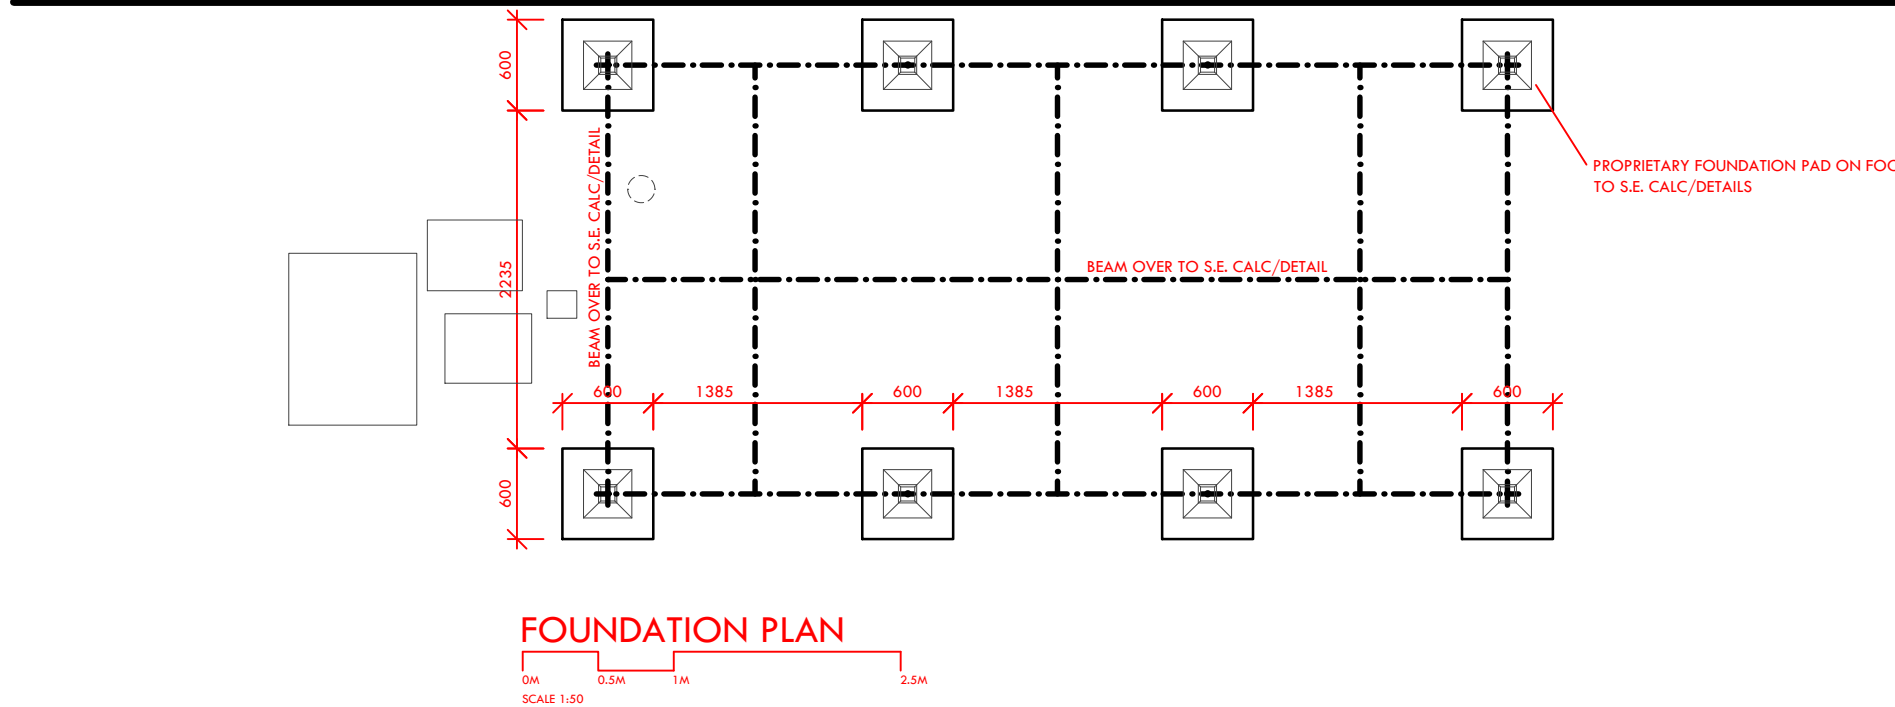 600
PROPRIETARY FOUNDATION PAD ON
TO S.E. CALC/DETAILS
BEAM OVER TO S.E. CALC/DETAIL
2235
BEAM OVER TO S.E. CALC/DETAIL
600
1385
600
1385
600
1385
600
600
FOUNDATION PLAN
0M
0.5M
1M
2.5M
SCALE 1:50